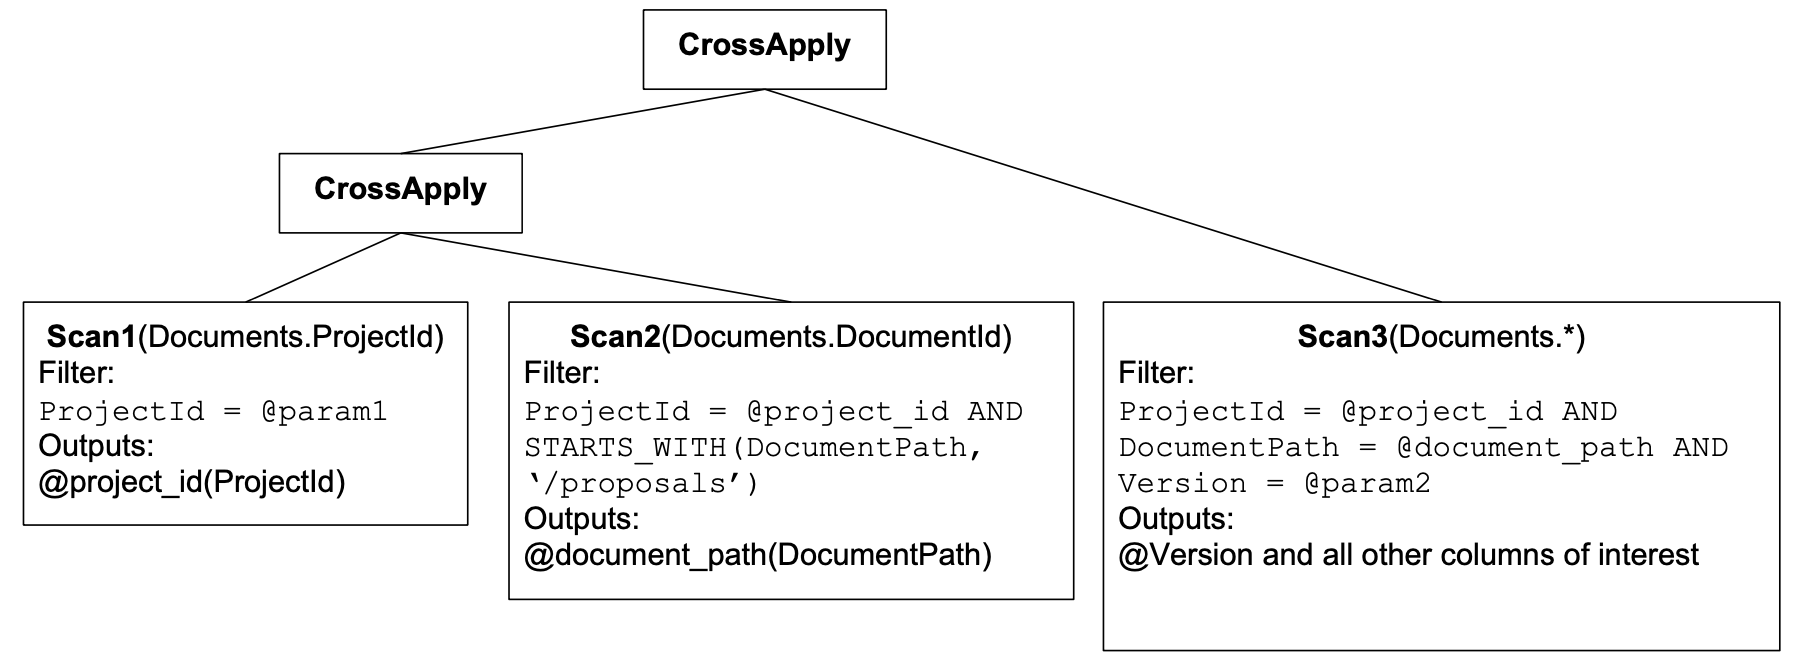 CrossApply
CrossApply
Scan1(Documents.ProjectId)
Filter:
ProjectId = @param1
Outputs:
@project_id(ProjectId)
Scan2(Documents.DocumentId)
Filter:
ProjectId = @project_id AND
STARTS_WITH(DocumentPath,
‘/proposals’)
Outputs:
@document_path(DocumentPath)
Scan3(Documents.*)
Filter:
ProjectId = @project_id AND
DocumentPath = @document_path AND
Version = @param2
Outputs:
@Version and all other columns of interest